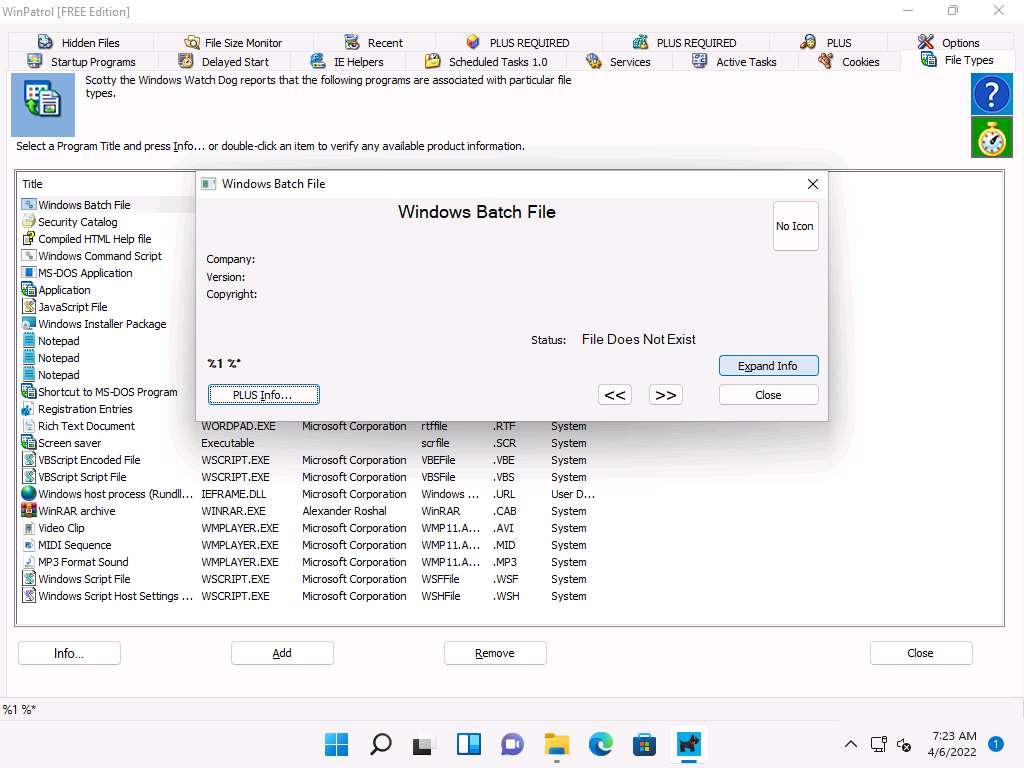 WinPatrol [FREE Edition]
Hidden Files File Size Monitor Recent PLUS REQUIRED PLUS REQUIRED PLUS Options
Startup Programs Delayed Start IE Helpers Scheduled Tasks 1.0 Services Active Tasks Cookies File Types
Scotty the Windows Watch Dog reports that the following programs are associated with particular file
types.
?
Select a Program Title and press Info... or double-click an item to verify any available product information.
Title
Windows Batch File
Security Catalog
Compiled HTML Help file
Windows Command Script
MS-DOS Application
Application
JavaScript File
Windows Installer Package
Notepad
Notepad
Notepad
Shortcut to MS-DOS Program
Registration Entries
Windows Batch File
Windows Batch File
No Icon
Company:
Version:
Copyright:
Status: File Does Not Exist
%1 %*
Expand Info
PLUS Info... << >> Close
Rich Text Document WORDPAD.EXE Microsoft Corporation rtffile .RTF System
Screen saver Executable scrfile .SCR System
VBScript Encoded File WSCRIPT.EXE Microsoft Corporation VBEFile .VBE System
VBScript Script File WSCRIPT.EXE Microsoft Corporation VBSFile .VBS System
Windows host process (Rundll... IEFRAME.DLL Microsoft Corporation Windows ... .URL User D...
WinRAR archive WINRAR.EXE Alexander Roshal WinRAR .CAB System
Video Clip WMPLAYER.EXE Microsoft Corporation WMP11.A... .AVI System
MIDI Sequence WMPLAYER.EXE Microsoft Corporation WMP11.A... .MID System
MP3 Format Sound WMPLAYER.EXE Microsoft Corporation WMP11.A... .MP3 System
Windows Script File WSCRIPT.EXE Microsoft Corporation WSFFile .WSF System
Windows Script Host Settings ... WSCRIPT.EXE Microsoft Corporation WSHFile .WSH System
Info... Add Remove Close
%1 %*
7:23 AM
4/6/2022
1